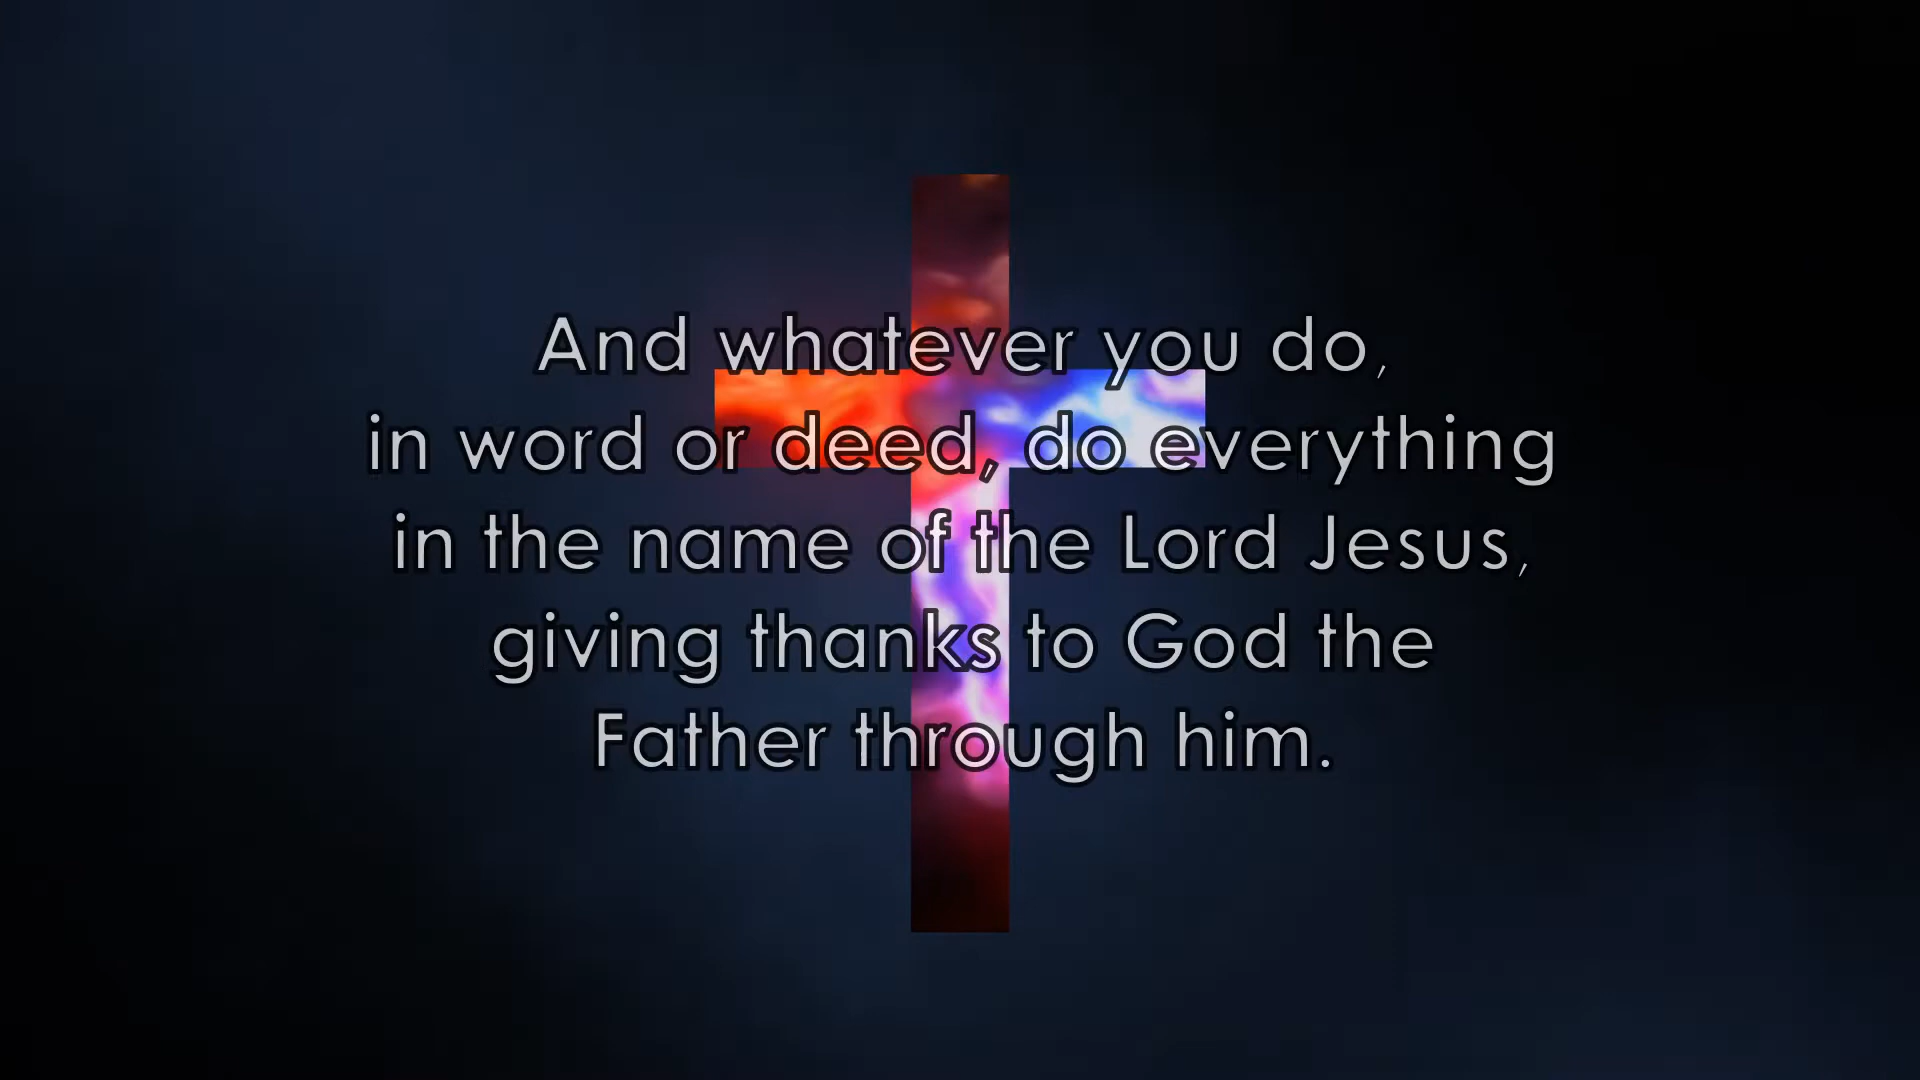 And whatever you do,
in word or deed, do everything
in the name of the Lord Jesus,
giving thanks to God the
Father through him.